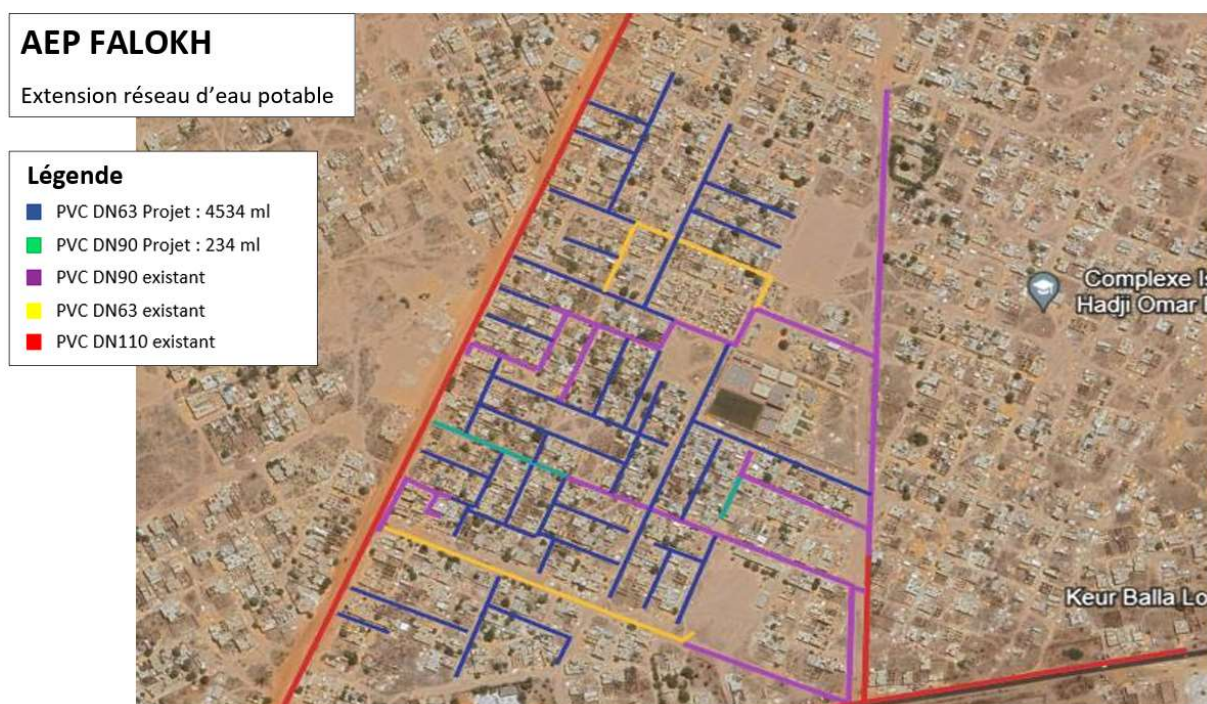 AEP FALOKH
Extension réseau d'eau potable
Légende
PVC DN63 Projet : 4534 ml
PVC DN90 Projet : 234 ml
PVC DN90 existant
PVC DN63 existant
PVC DN110 existant
Complexe Is
Hadji Omar
Keur Balla Lo